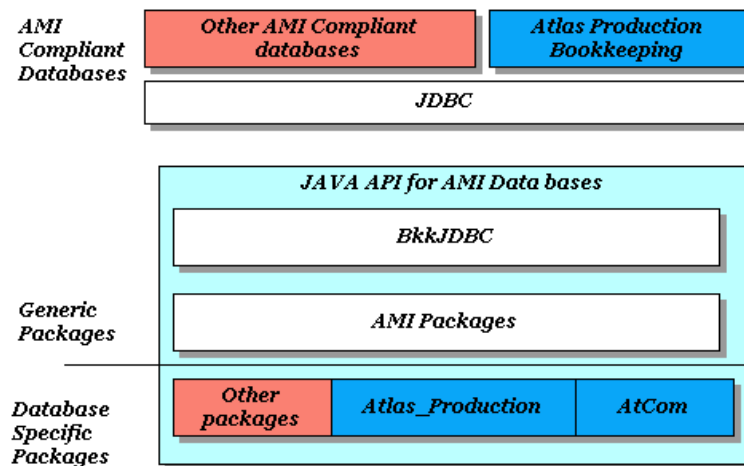 AMI
Compliant
Databases
Other AMI Compliant
databases
Atlas Production
Bookkeeping
JDBC
JAVA API for AMI Data bases
BkkJDBC
Generic
Packages
AMI Packages
Database
Specific
Packages
Other
packages
Atlas_Production
AtCom